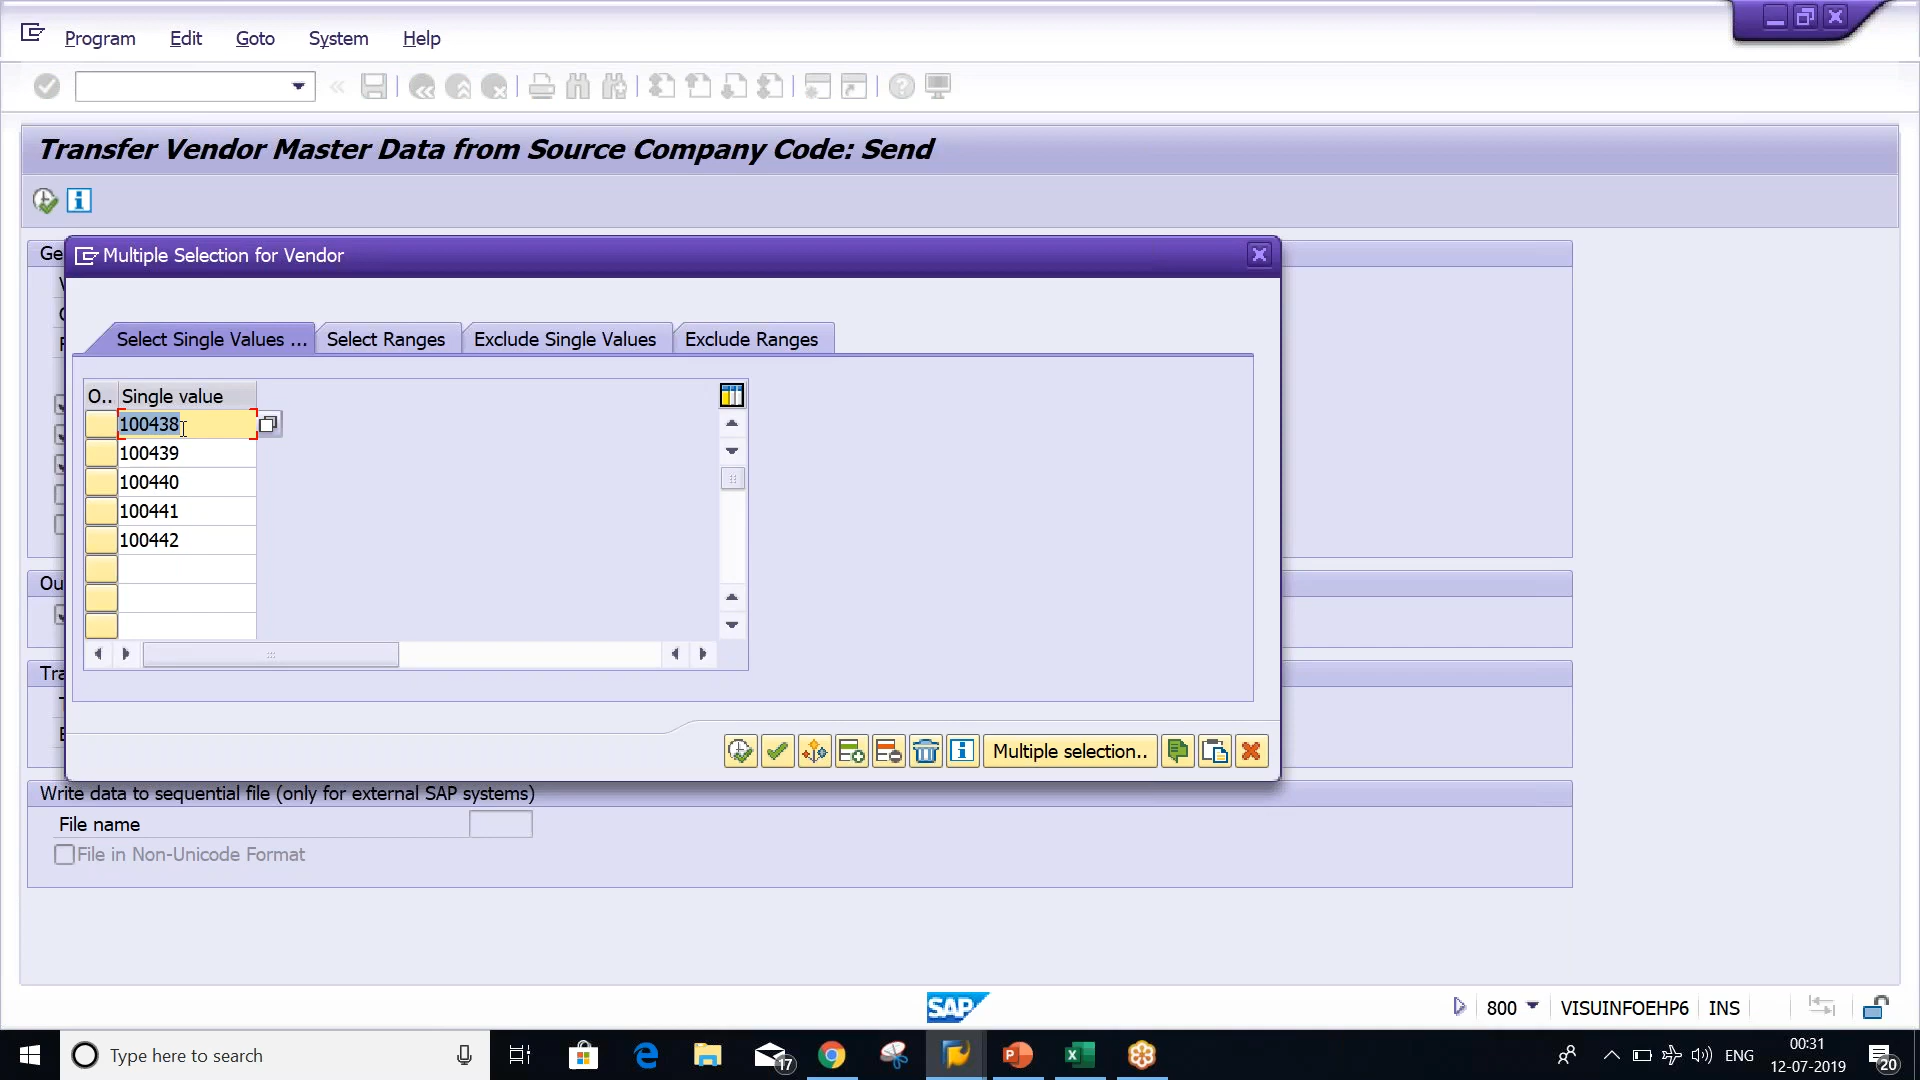 Program Edit Goto System Help
Transfer Vendor Master Data from Source Company Code: Send
Ge
Multiple Selection for Vendor
Select Single Values ... Select Ranges Exclude Single Values Exclude Ranges
O.. Single value
100438
100439
100440
100441
100442
Ou
Tra
Multiple selection..
Write data to sequential file (only for external SAP systems)
File name
File in Non-Unicode Format
SAP
800 VISUINFOEHP6 INS
Type here to search
17
ENG
00:31
12-07-2019
20